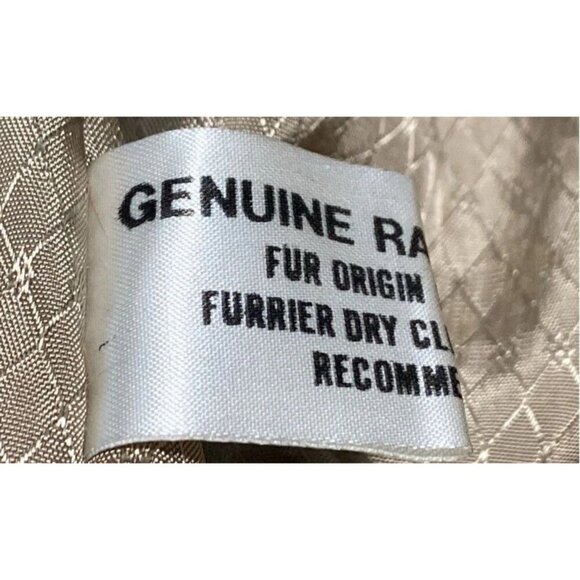 GENUINE RA
FUR ORIGIN
FURRIER DRY CL
RECOMME